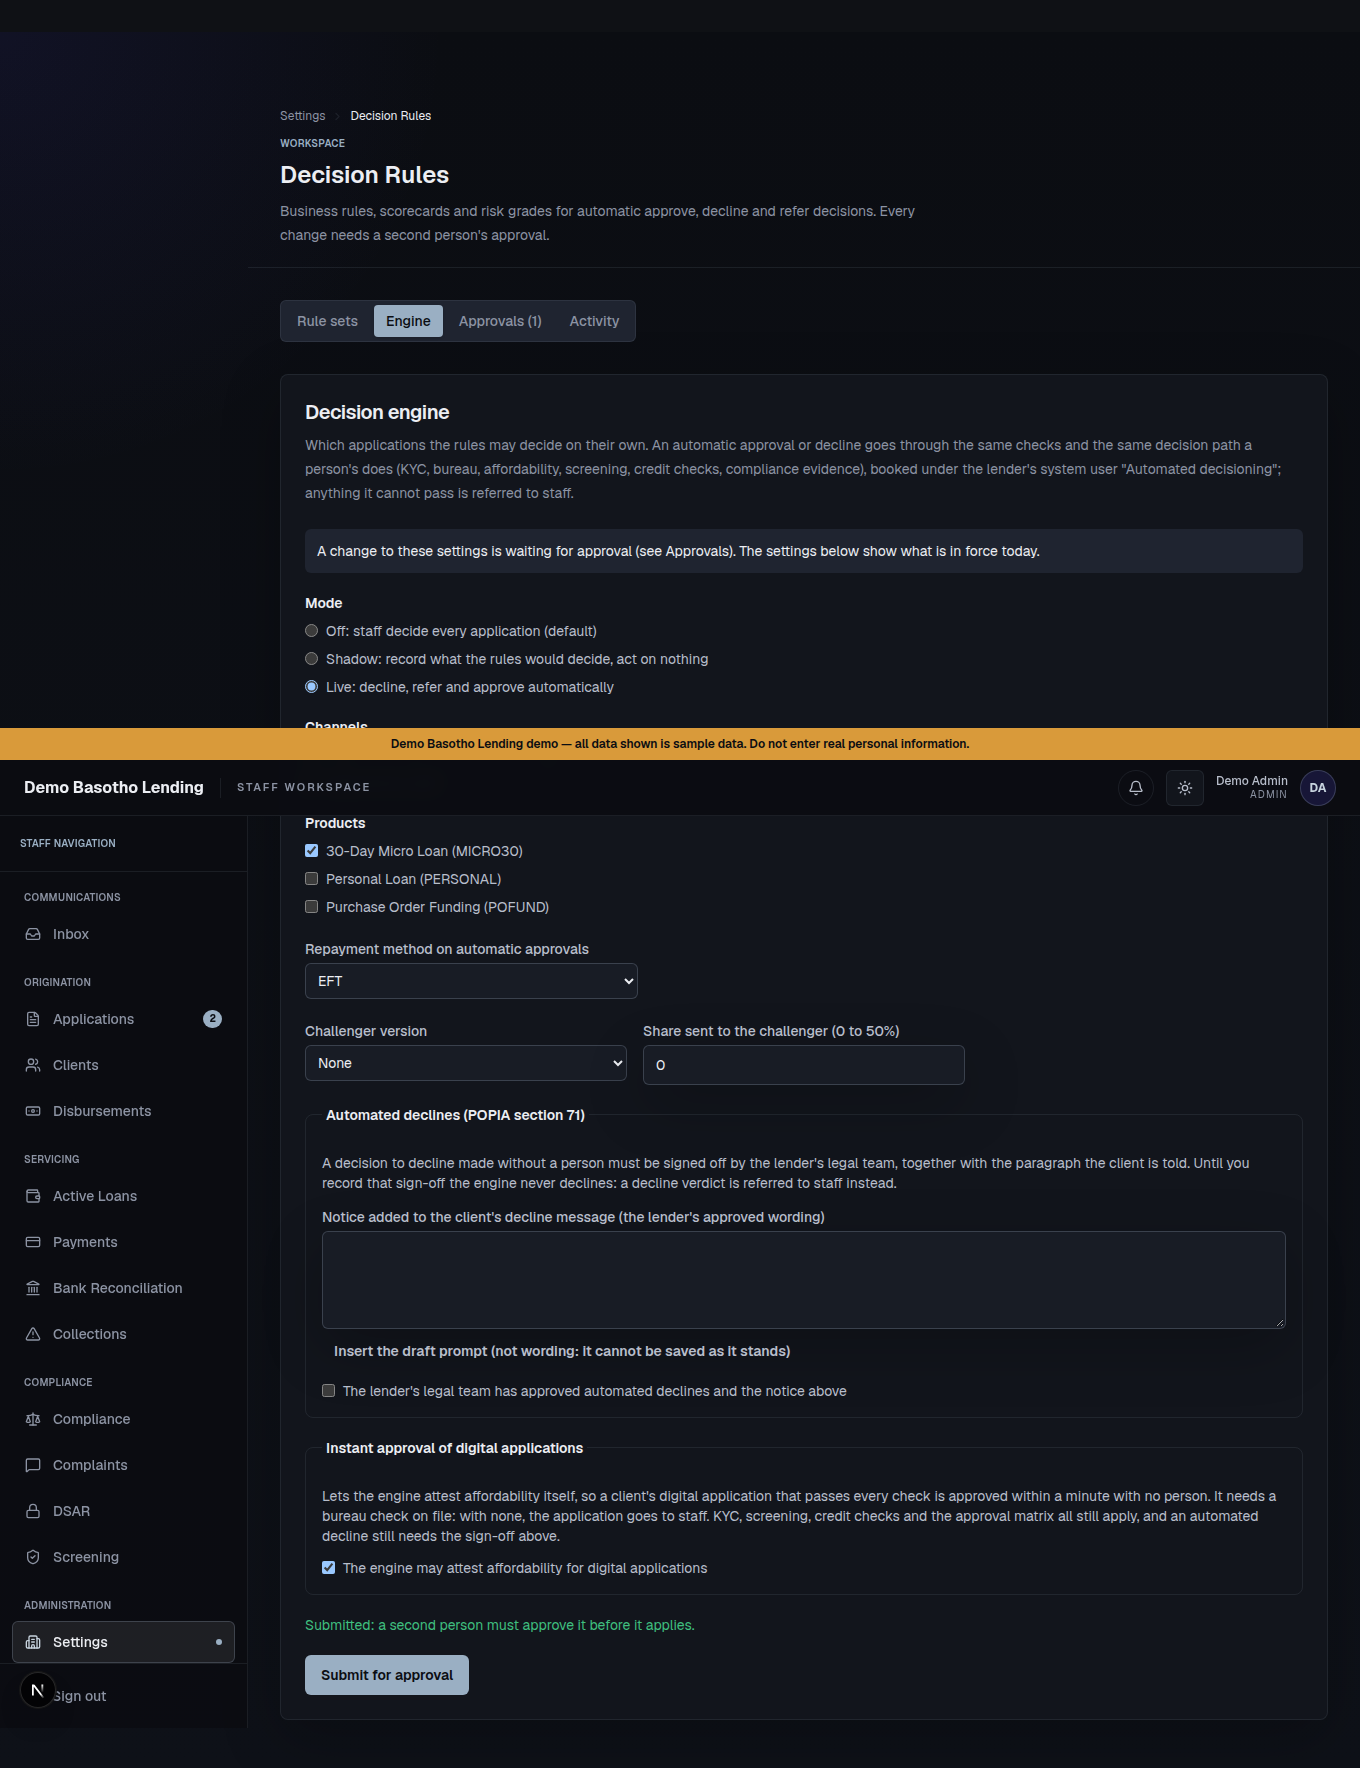 Settings
Decision Rules
WORKSPACE
Decision Rules
Business rules, scorecards and risk grades for automatic approve, decline and refer decisions. Every
change needs a second person's approval.
Rule sets
Engine
Approvals (1)
Activity
Decision engine
Which applications the rules may decide on their own. An automatic approval or decline goes through the same checks and the same decision path a
person's does (KYC, bureau, affordability, screening, credit checks, compliance evidence), booked under the lender's system user "Automated decisioning";
anything it cannot pass is referred to staff.
A change to these settings is waiting for approval (see Approvals). The settings below show what is in force today.
Mode
Off: staff decide every application (default)
Shadow: record what the rules would decide, act on nothing
Live: decline, refer and approve automatically
Channels
Demo Basotho Lending demo — all data shown is sample data. Do not enter real personal information.
Demo Basotho Lending
STAFF WORKSPACE
Demo Admin
ADMIN
DA
STAFF NAVIGATION
COMMUNICATIONS
Inbox
ORIGINATION
Applications
2
Clients
Disbursements
SERVICING
Active Loans
Payments
Bank Reconciliation
Collections
COMPLIANCE
Compliance
Complaints
DSAR
Screening
ADMINISTRATION
Settings
Sign out
N
Products
30-Day Micro Loan (MICRO30)
Personal Loan (PERSONAL)
Purchase Order Funding (POFUND)
Repayment method on automatic approvals
EFT
Challenger version
None
Share sent to the challenger (0 to 50%)
0
Automated declines (POPIA section 71)
A decision to decline made without a person must be signed off by the lender's legal team, together with the paragraph the client is told. Until you
record that sign-off the engine never declines: a decline verdict is referred to staff instead.
Notice added to the client's decline message (the lender's approved wording)
Insert the draft prompt (not wording: it cannot be saved as it stands)
The lender's legal team has approved automated declines and the notice above
Instant approval of digital applications
Lets the engine attest affordability itself, so a client's digital application that passes every check is approved within a minute with no person. It needs a
bureau check on file: with none, the application goes to staff. KYC, screening, credit checks and the approval matrix all still apply, and an automated
decline still needs the sign-off above.
The engine may attest affordability for digital applications
Submitted: a second person must approve it before it applies.
Submit for approval